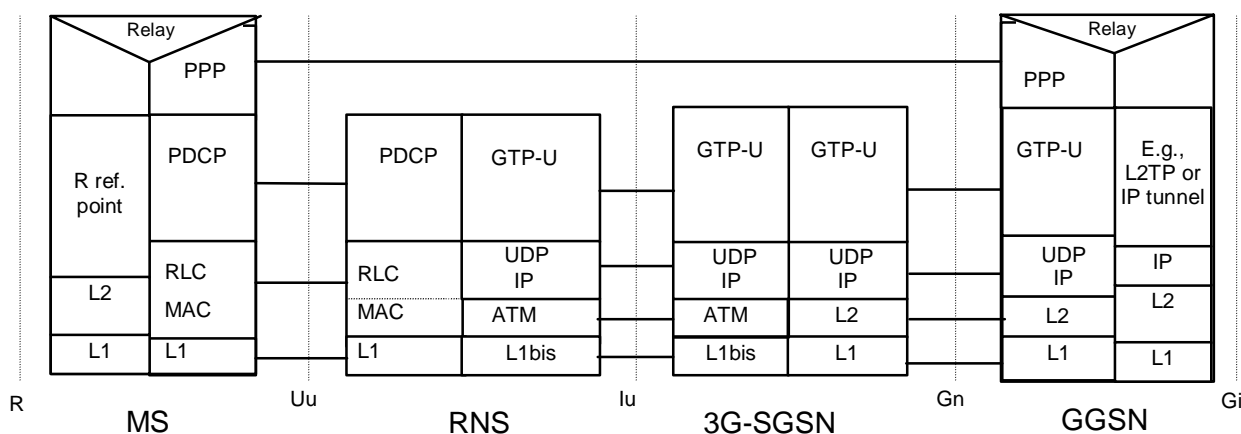 Relay
PPP
R ref.
point
PDCP
RLC
L2
MAC
L1
L1
PDCP
GTP-U
RLC
UDP
IP
MAC
ATM
L1
L1bis
GTP-U
GTP-U
UDP
IP
UDP
IP
ATM
L2
L1bis
L1
Relay
PPP
GTP-U
E.g.,
L2TP or
IP tunnel
UDP
IP
IP
L2
L2
L1
L1
R
MS
Uu
RNS
Iu
3G-SGSN
Gn
GGSN
Gi